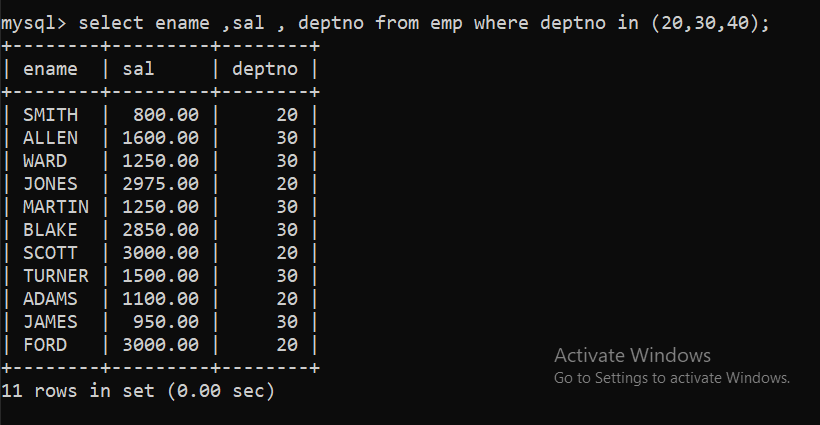 mysql> select ename ,sal , deptno from emp where deptno in (20,30,40);
+--------+---------+--------+
| ename  | sal     | deptno |
+--------+---------+--------+
| SMITH  |  800.00 |     20 |
| ALLEN  | 1600.00 |     30 |
| WARD   | 1250.00 |     30 |
| JONES  | 2975.00 |     20 |
| MARTIN | 1250.00 |     30 |
| BLAKE  | 2850.00 |     30 |
| SCOTT  | 3000.00 |     20 |
| TURNER | 1500.00 |     30 |
| ADAMS  | 1100.00 |     20 |
| JAMES  |  950.00 |     30 |
| FORD   | 3000.00 |     20 |
+--------+---------+--------+
11 rows in set (0.00 sec)
Activate Windows
Go to Settings to activate Windows.